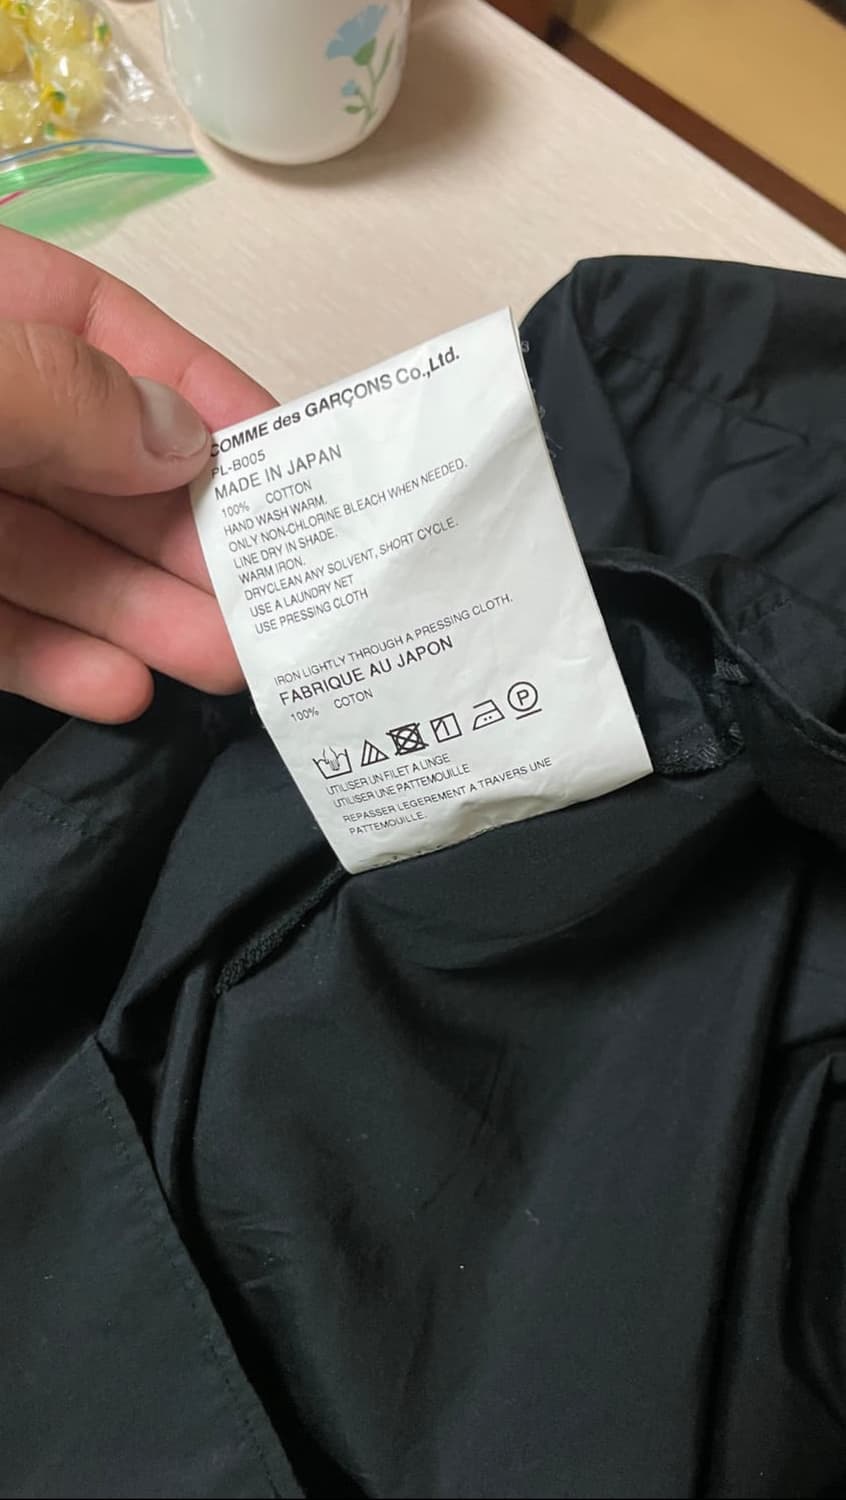 COMME des GARÇONS Co.,Ltd.
PL-B005
MADE IN JAPAN
100% COTTON
HAND WASH WARM.
ONLY NON-CHLORINE BLEACH WHEN NEEDED.
LINE DRY IN SHADE.
WARM IRON.
DRYCLEAN ANY SOLVENT, SHORT CYCLE.
USE A LAUNDRY NET
USE PRESSING CLOTH
IRON LIGHTLY THROUGH A PRESSING CLOTH.
FABRIQUE AU JAPON
100% COTON
P
UTILISER UN FILET A LINGE
UTILISER UNE PATTEMOUILLE
REPASSER LEGEREMENT A TRAVERS UNE
PATTEMOUILLE.